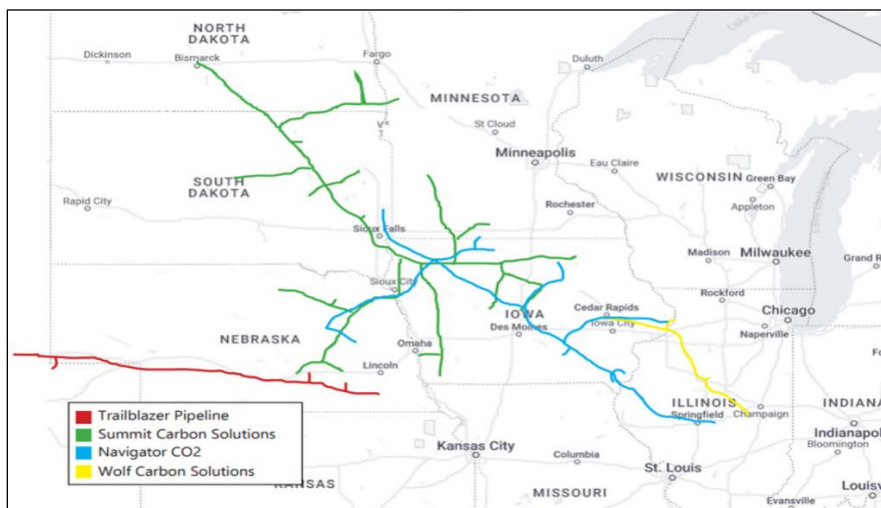 NORTH
DAKOTA
Dickinson
Bismarck
Fargo
Duluth
MINNESOTA
St Cloud
Minneapolis
Eau Claire
WISCONSIN
Green Bay
Appleton
SOUTH
DAKOTA
Rapid City
Sioux Falls
Rochester
Madison
Milwaukee
Grand R
Sioux City
Rockford
Chicago
Naperville
Cedar Rapids
Iowa City
IOWA
Des Moines
NEBRASKA
Omaha
Lincoln
ILLINOIS
Springfield
Champaign
INDIANA
Indianapol
Bloomington
Kansas City
Columbia
St. Louis
KANSAS
MISSOURI
Evansville
Louisv
Trailblazer Pipeline
Summit Carbon Solutions
Navigator CO2
Wolf Carbon Solutions